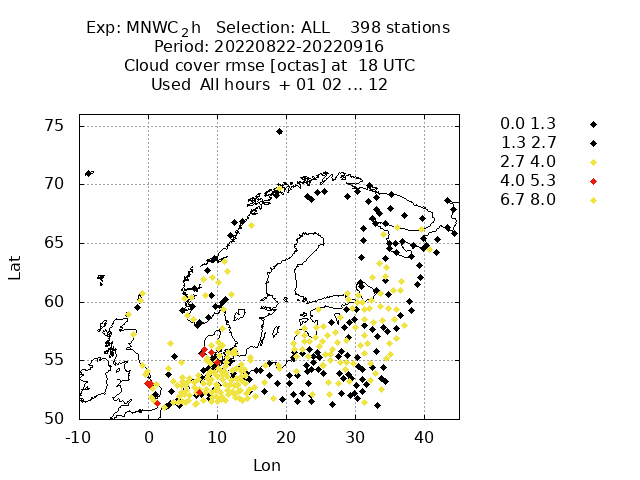 Exp: MNWC2h   Selection: ALL    398 stations
Period: 20220822-20220916
Cloud cover rmse [octas] at  18 UTC
Used  All hours  + 01 02 ... 12
0.0 1.3
1.3 2.7
2.7 4.0
4.0 5.3
6.7 8.0
75
70
65
60
55
50
Lat
-10 0 10 20 30 40
Lon